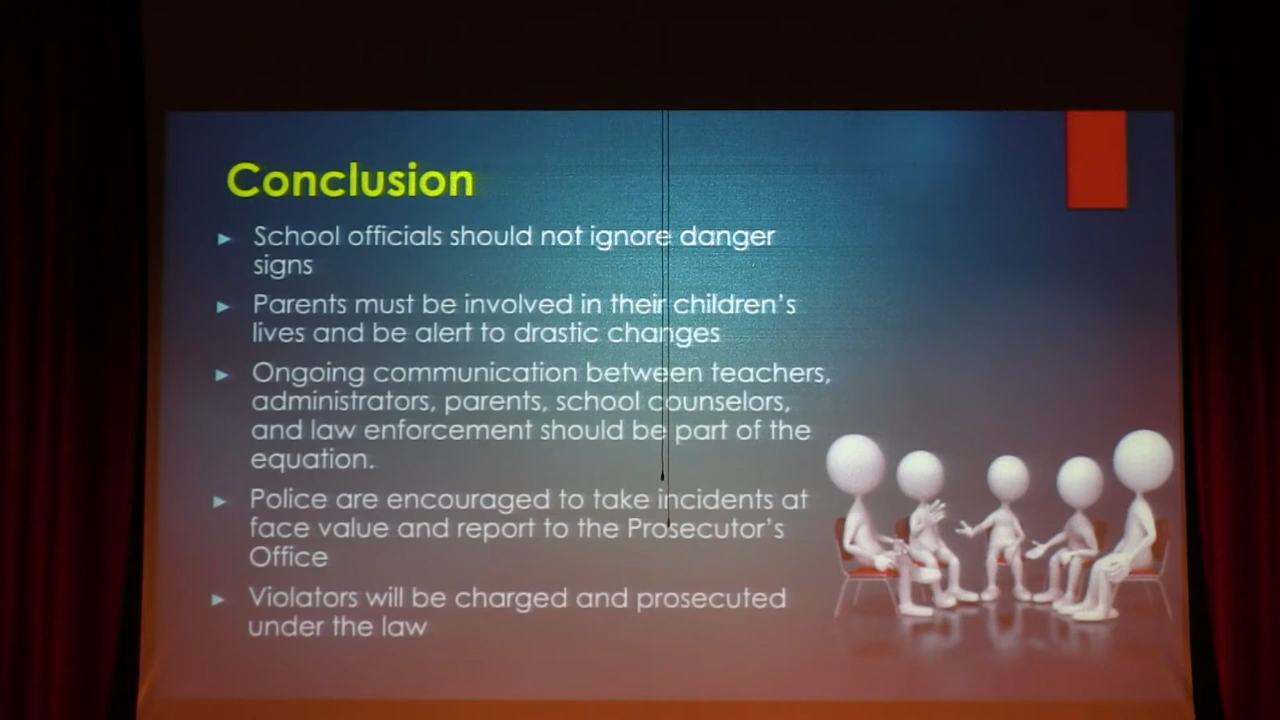 Conclusion
School officials should not ignore danger
signs
Parents must be involved in their children's
lives and be alert to drastic changes
Ongoing communication between teachers,
administrators, parents, school counselors,
and law enforcement should be part of the
equation.
Police are encouraged to take incidents at
face value and report to the Prosecutor's
Office
Violators will be charged and prosecuted
under the law